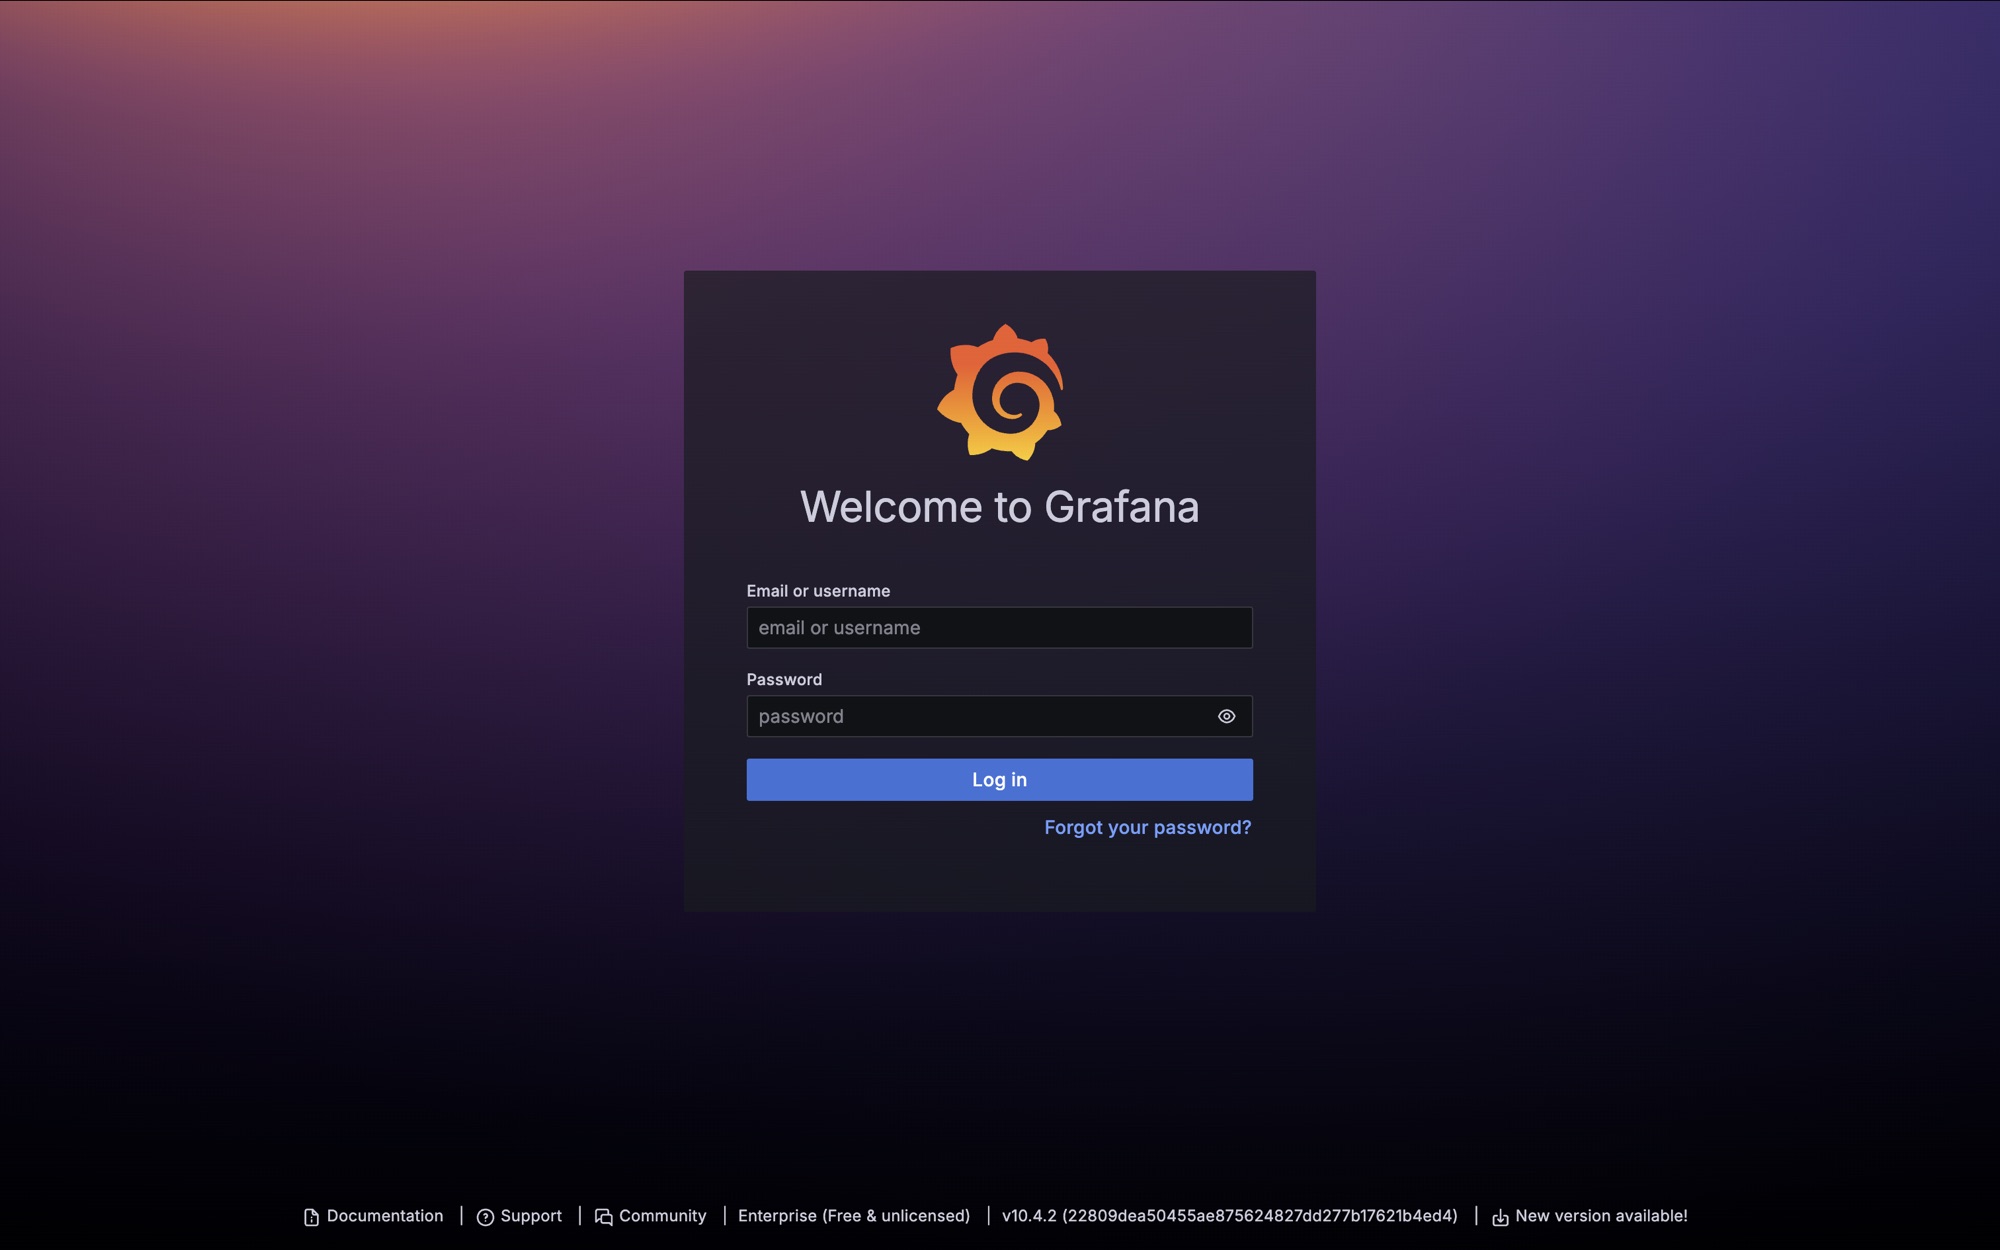 Welcome to Grafana
Email or username
email or username
Password
password
Log in
Forgot your password?
Documentation | Support | Community | Enterprise (Free & unlicensed) | v10.4.2 (22809dea50455ae875624827dd277b17621b4ed4) | New version available!